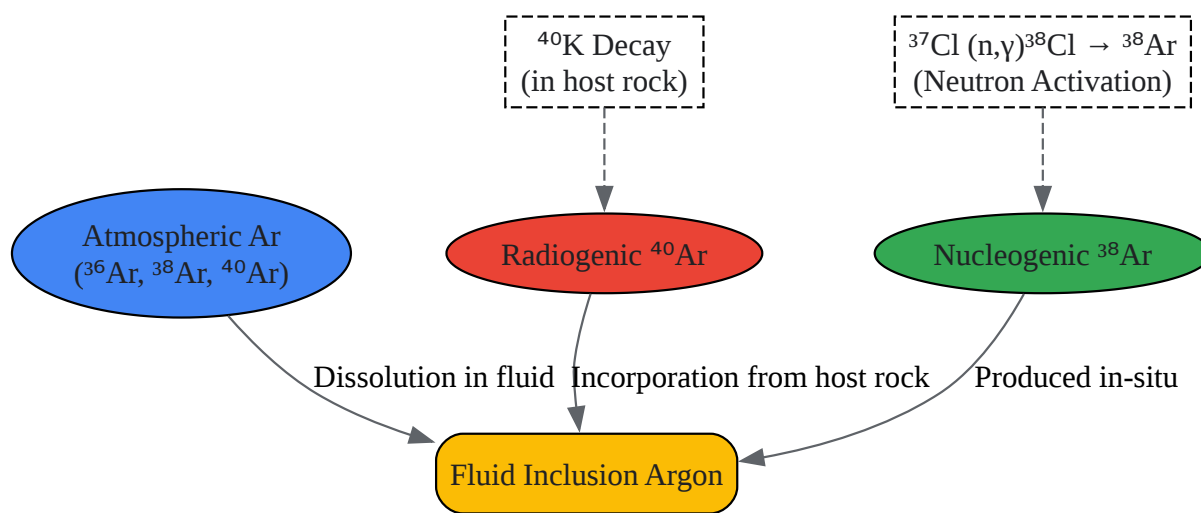 ⁴⁰K Decay
(in host rock)
³⁷Cl (n,γ)³⁸Cl → ³⁸Ar
(Neutron Activation)
Atmospheric Ar
(³⁶Ar, ³⁸Ar, ⁴⁰Ar)
Radiogenic ⁴⁰Ar
Nucleogenic ³⁸Ar
Dissolution in fluid
Incorporation from host rock
Produced in-situ
Fluid Inclusion Argon